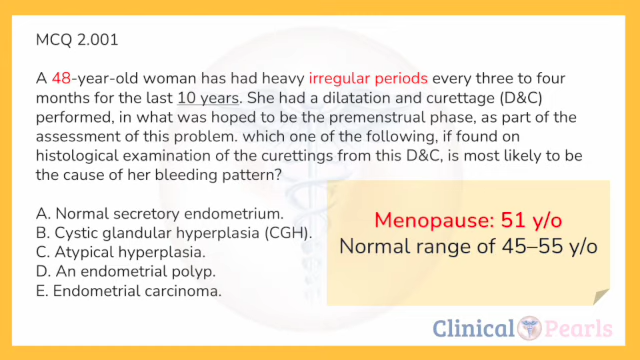 MCQ 2.001
A 48-year-old woman has had heavy irregular periods every three to four
months for the last 10 years. She had a dilatation and curettage (D&C)
performed, in what was hoped to be the premenstrual phase, as part of the
assessment of this problem. which one of the following, if found on
histological examination of the curettings from this D&C, is most likely to be
the cause of her bleeding pattern?
A. Normal secretory endometrium.
B. Cystic glandular hyperplasia (CGH).
C. Atypical hyperplasia.
D. An endometrial polyp.
E. Endometrial carcinoma.
Menopause: 51 y/o
Normal range of 45–55 y/o
Clinical Pearls